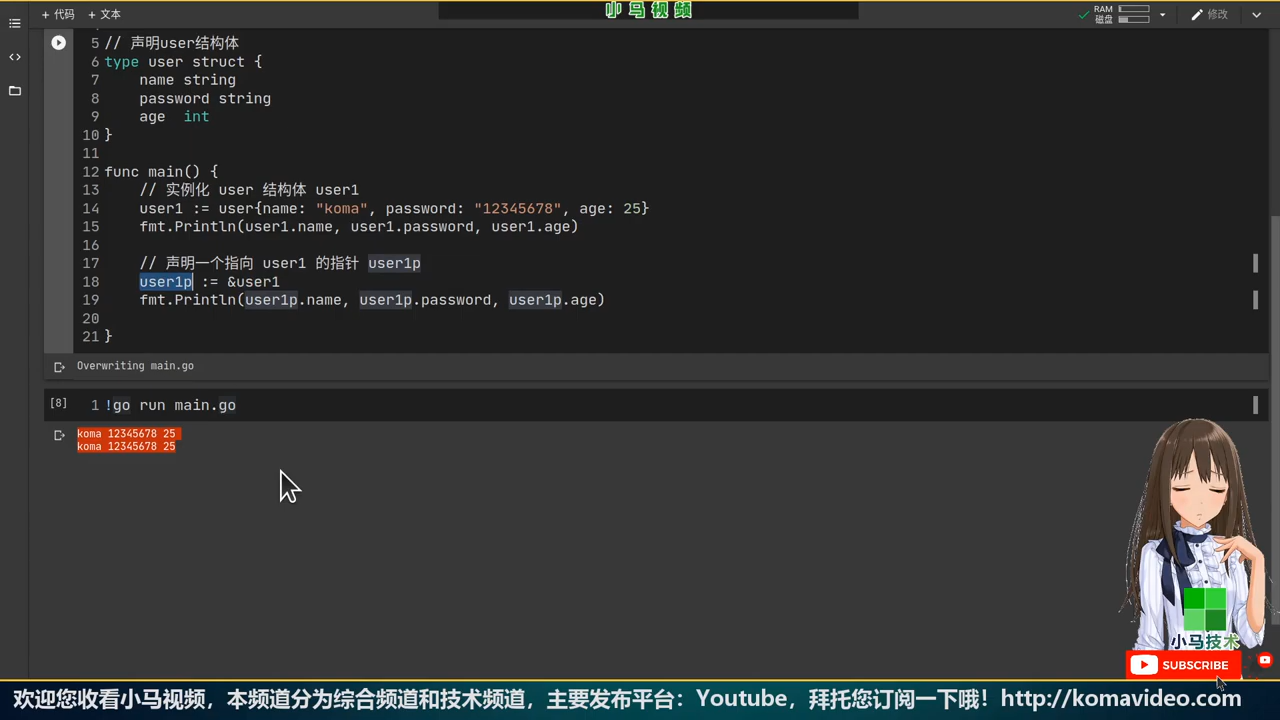 小马视频
+ 代码 + 文本
RAM
磁盘
修改
5 // 声明user结构体
6 type user struct {
7 name string
8 password string
9 age int
10 }
11
12 func main() {
13 // 实例化 user 结构体 user1
14 user1 := user{name: "koma", password: "12345678", age: 25}
15 fmt.Println(user1.name, user1.password, user1.age)
16
17 // 声明一个指向 user1 的指针 user1p
18 user1p := &user1
19 fmt.Println(user1p.name, user1p.password, user1p.age)
20
21 }
Overwriting main.go
[8] 1 !go run main.go
koma 12345678 25
koma 12345678 25
小马技术
SUBSCRIBE
欢迎您收看小马视频，本频道分为综合频道和技术频道，主要发布平台：Youtube，拜托您订阅一下哦！http://komavideo.com